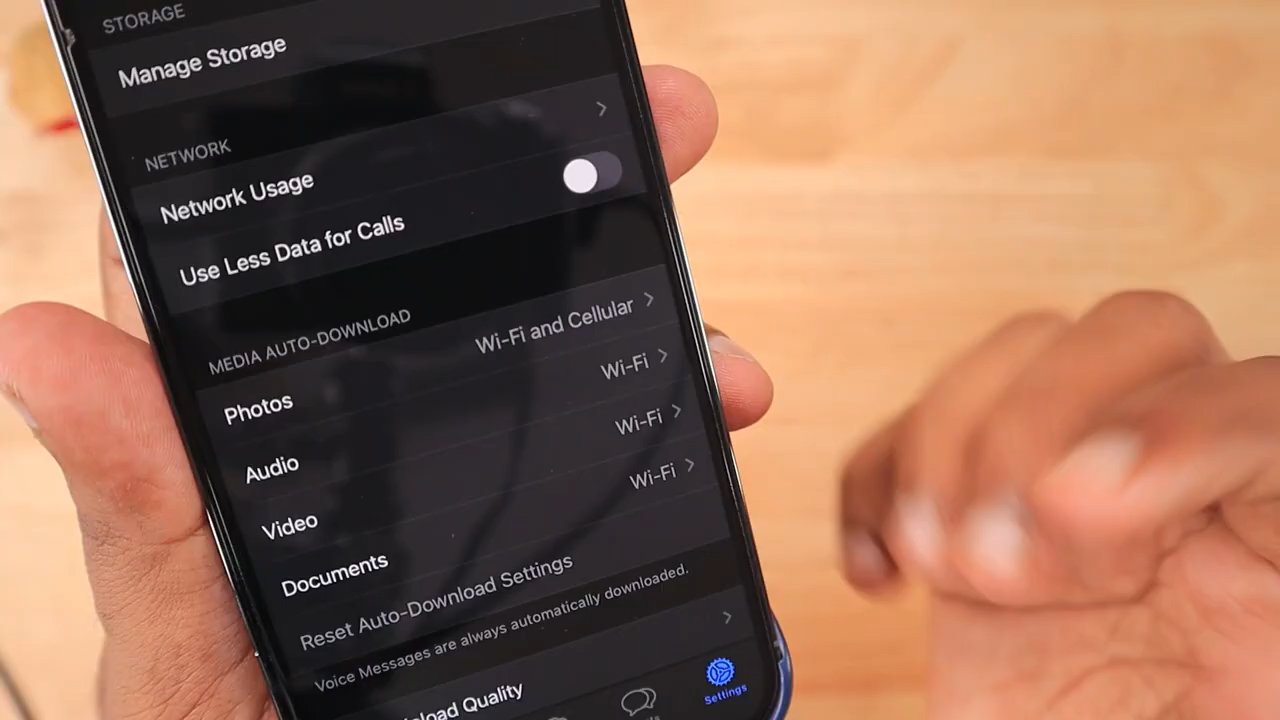 STORAGE
Manage Storage
NETWORK
Network Usage
Use Less Data for Calls
MEDIA AUTO-DOWNLOAD
Photos Wi-Fi and Cellular
Audio Wi-Fi
Video Wi-Fi
Documents Wi-Fi
Reset Auto-Download Settings
Voice Messages are always automatically downloaded.
Quality
Settings